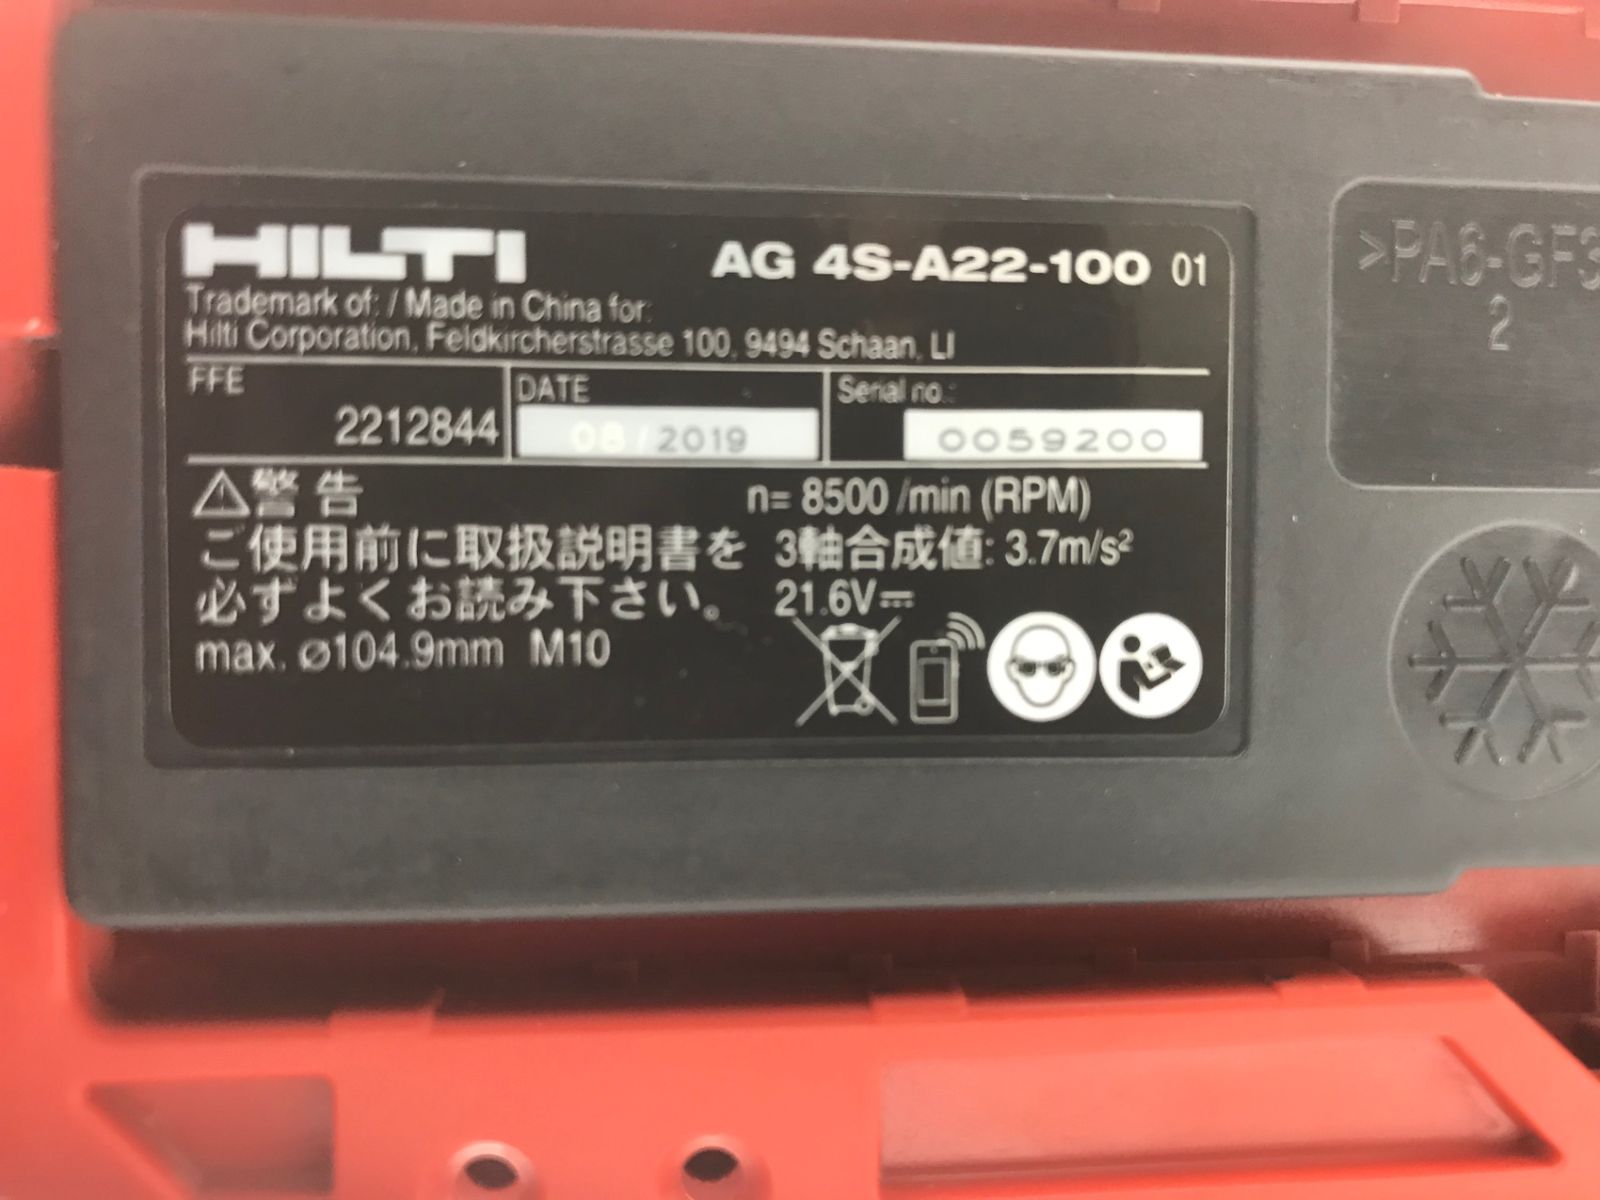 HILTI
AG 4S-A22-100 01
Trademark of: / Made in China for:
Hilti Corporation, Feldkircherstrasse 100, 9494 Schaan, LI
FFE
2212844
DATE
08/2019
Serial no.:
0059200
警告
n= 8500 /min (RPM)
ご使用前に取扱説明書を
3軸合成値: 3.7m/s²
必ずよくお読み下さい。
21.6V
max. ø104.9mm M10
2